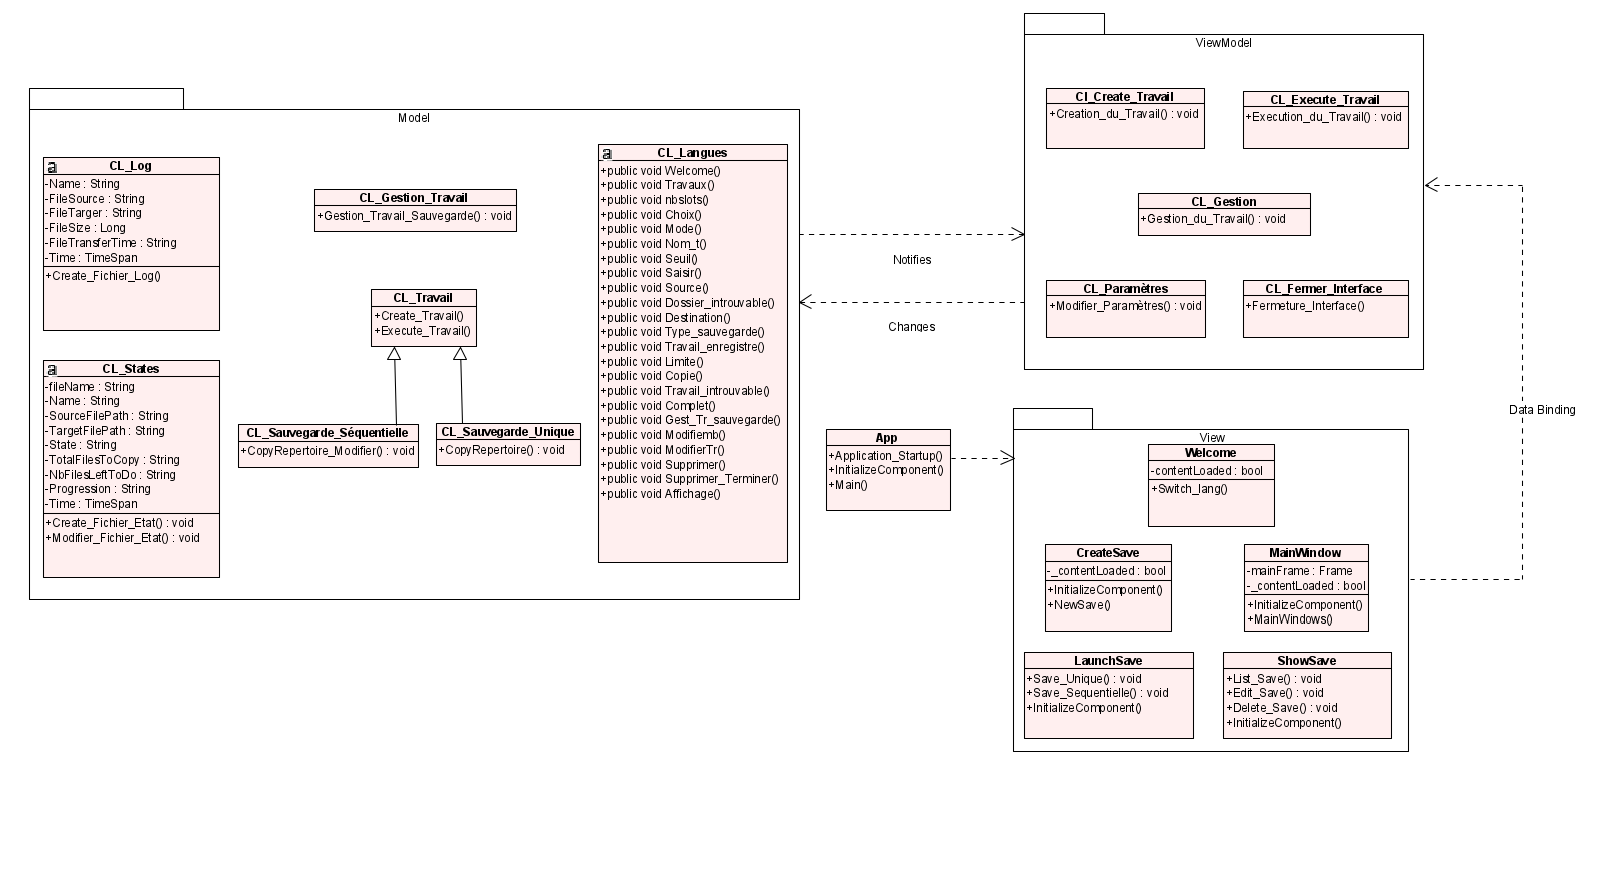 Model
CL_Log
-Name : String
-FileSource : String
-FileTarger : String
-FileSize : Long
-FileTransferTime : String
-Time : TimeSpan
+Create_Fichier_Log()
CL_States
-fileName : String
-Name : String
-SourceFilePath : String
-TargetFilePath : String
-State : String
-TotalFilesToCopy : String
-NbFilesLeftToDo : String
-Progression : String
-Time : TimeSpan
+Create_Fichier_Etat() : void
+Modifier_Fichier_Etat() : void
CL_Gestion_Travail
+Gestion_Travail_Sauvegarde() : void
CL_Travail
+Create_Travail()
+Execute_Travail()
CL_Sauvegarde_Séquentielle
+CopyRepertoire_Modifier() : void
CL_Sauvegarde_Unique
+CopyRepertoire() : void
CL_Langues
+public void Welcome()
+public void Travaux()
+public void nbslots()
+public void Choix()
+public void Mode()
+public void Nom_t()
+public void Seuil()
+public void Saisir()
+public void Source()
+public void Dossier_introuvable()
+public void Destination()
+public void Type_sauvegarde()
+public void Travail_enregistre()
+public void Limite()
+public void Copie()
+public void Travail_introuvable()
+public void Complet()
+public void Gest_Tr_sauvegarde()
+public void Modifiemb()
+public void ModifierTr()
+public void Supprimer()
+public void Supprimer_Terminer()
+public void Affichage()
Notifies
Changes
ViewModel
Cl_Create_Travail
+Creation_du_Travail() : void
CL_Execute_Travail
+Execution_du_Travail() : void
CL_Gestion
+Gestion_du_Travail() : void
CL_Paramètres
+Modifier_Paramètres() : void
CL_Fermer_Interface
+Fermeture_Interface()
Data Binding
App
+Application_Startup()
+InitializeComponent()
+Main()
View
Welcome
-contentLoaded : bool
+Switch_lang()
CreateSave
-_contentLoaded : bool
+InitializeComponent()
+NewSave()
MainWindow
-mainFrame : Frame
-_contentLoaded : bool
+InitializeComponent()
+MainWindows()
LaunchSave
+Save_Unique() : void
+Save_Sequentielle() : void
+InitializeComponent()
ShowSave
+List_Save() : void
+Edit_Save() : void
+Delete_Save() : void
+InitializeComponent()